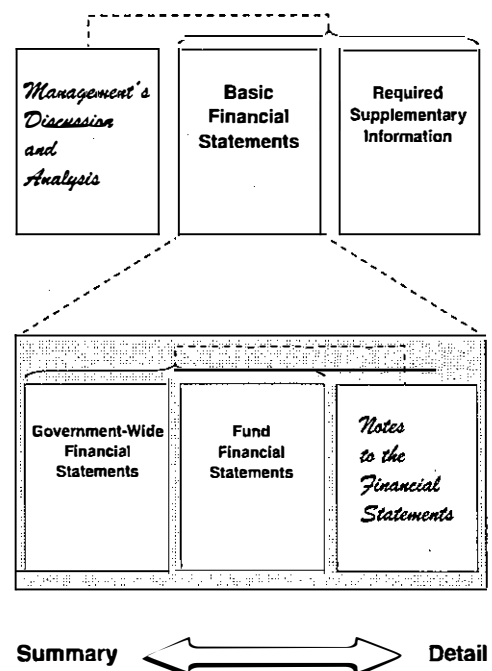 Management's
Discussion
and
Analysis
Basic
Financial
Statements
Required
Supplementary
Information
Government-Wide
Financial
Statements
Fund
Financial
Statements
Notes
to the
Financial
Statements
Summary
Detail